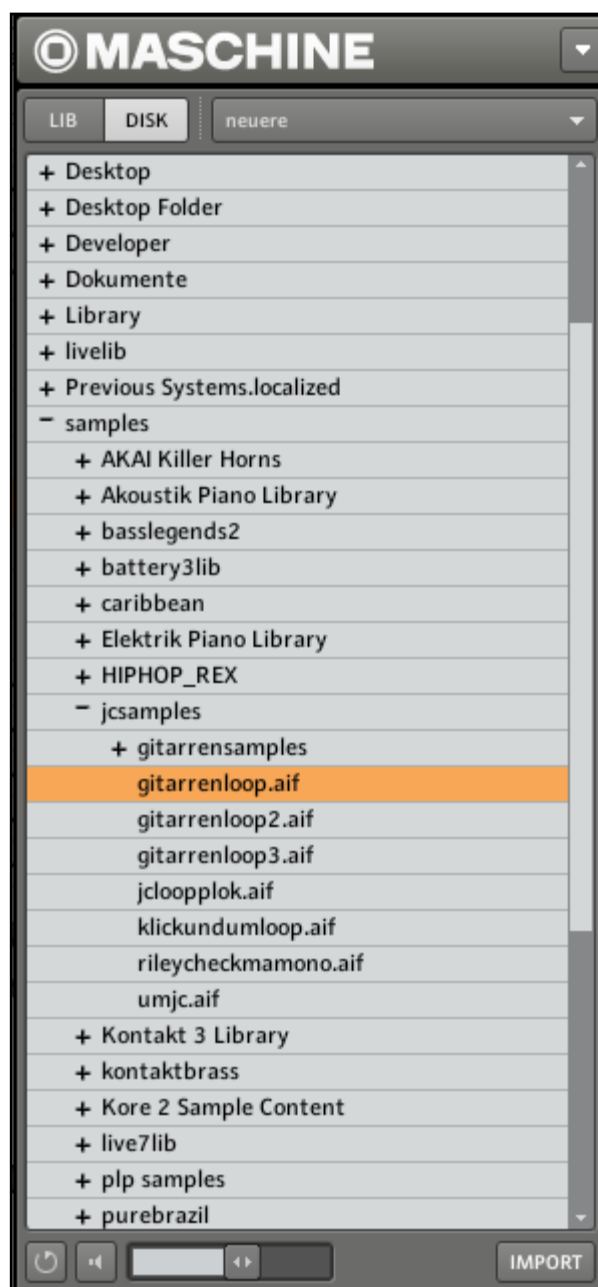 MASCHINE
LIB DISK neuere
+ Desktop
+ Desktop Folder
+ Developer
+ Dokumente
+ Library
+ livelib
+ Previous Systems.localized
- samples
+ AKAI Killer Horns
+ Akoustik Piano Library
+ basslegends2
+ battery3lib
+ caribbean
+ Elektrik Piano Library
+ HIPHOP_REX
- jcsamples
+ gitarrensamples
gitarrenloop.aif
gitarrenloop2.aif
gitarrenloop3.aif
jcloopplok.aif
klickundumloop.aif
rileycheckmamono.aif
umjc.aif
+ Kontakt 3 Library
+ kontaktbrass
+ Kore 2 Sample Content
+ live7lib
+ plp samples
+ purebrazil
IMPORT